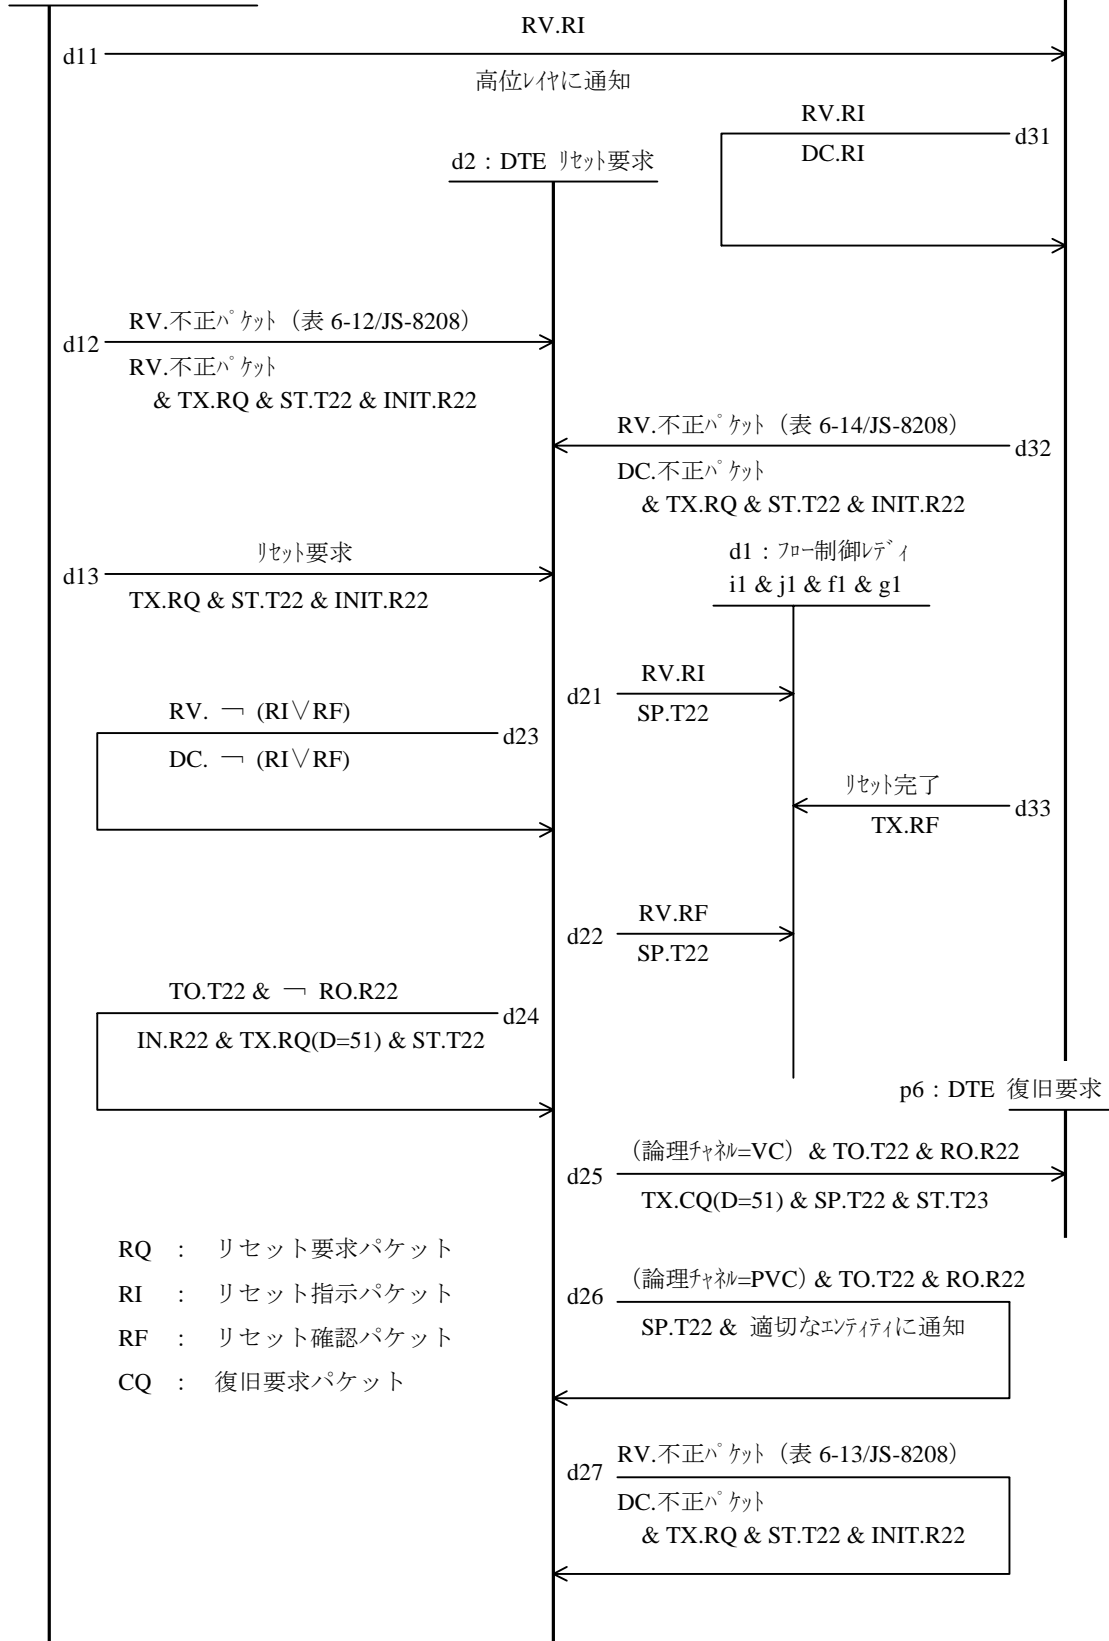 RV.RI
d11
高位ﾚｲﾔに通知
RV.RI
d31
DC.RI
d2：DTE ﾘｾｯﾄ要求
RV.不正ﾊﾟｹｯﾄ（表 6-12/JS-8208）
d12
RV.不正ﾊﾟｹｯﾄ
& TX.RQ & ST.T22 & INIT.R22
RV.不正ﾊﾟｹｯﾄ（表 6-14/JS-8208）
d32
DC.不正ﾊﾟｹｯﾄ
& TX.RQ & ST.T22 & INIT.R22
ﾘｾｯﾄ要求
d13
TX.RQ & ST.T22 & INIT.R22
d1：ﾌﾛｰ制御ﾚﾃﾞｨ
i1 & j1 & f1 & g1
RV.RI
d21
SP.T22
RV. ￢ (RI∨RF)
d23
DC. ￢ (RI∨RF)
ﾘｾｯﾄ完了
d33
TX.RF
RV.RF
d22
SP.T22
TO.T22 & ￢ RO.R22
d24
IN.R22 & TX.RQ(D=51) & ST.T22
p6：DTE 復旧要求
（論理ﾁｬﾈﾙ=VC）& TO.T22 & RO.R22
d25
TX.CQ(D=51) & SP.T22 & ST.T23
RQ ： リセット要求パケット
RI ： リセット指示パケット
RF ： リセット確認パケット
CQ ： 復旧要求パケット
（論理ﾁｬﾈﾙ=PVC）& TO.T22 & RO.R22
d26
SP.T22 & 適切なｴﾝﾃｨﾃｨに通知
RV.不正ﾊﾟｹｯﾄ（表 6-13/JS-8208）
d27
DC.不正ﾊﾟｹｯﾄ
& TX.RQ & ST.T22 & INIT.R22